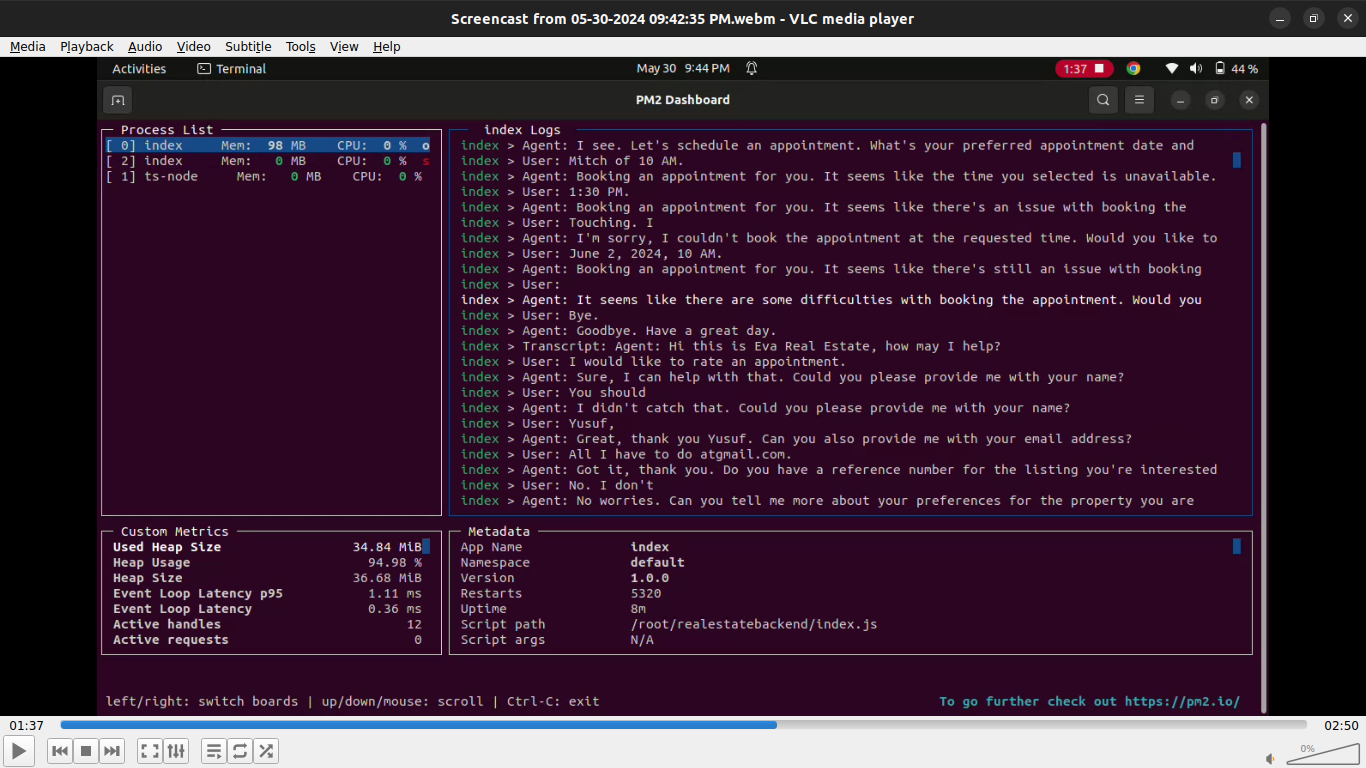 Screencast from 05-30-2024 09:42:35 PM.webm - VLC media player
Media Playback Audio Video Subtitle Tools View Help
Activities Terminal May 30 9:44 PM 1:37 44 %
PM2 Dashboard
Process List
[ 0] index Mem: 98 MB CPU: 0 % o
[ 2] index Mem: 0 MB CPU: 0 % s
[ 1] ts-node Mem: 0 MB CPU: 0 %
index Logs
index > Agent: I see. Let's schedule an appointment. What's your preferred appointment date and
index > User: Mitch of 10 AM.
index > Agent: Booking an appointment for you. It seems like the time you selected is unavailable.
index > User: 1:30 PM.
index > Agent: Booking an appointment for you. It seems like there's an issue with booking the
index > User: Touching. I
index > Agent: I'm sorry, I couldn't book the appointment at the requested time. Would you like to
index > User: June 2, 2024, 10 AM.
index > Agent: Booking an appointment for you. It seems like there's still an issue with booking
index > User:
index > Agent: It seems like there are some difficulties with booking the appointment. Would you
index > User: Bye.
index > Agent: Goodbye. Have a great day.
index > Transcript: Agent: Hi this is Eva Real Estate, how may I help?
index > User: I would like to rate an appointment.
index > Agent: Sure, I can help with that. Could you please provide me with your name?
index > User: You should
index > Agent: I didn't catch that. Could you please provide me with your name?
index > User: Yusuf,
index > Agent: Great, thank you Yusuf. Can you also provide me with your email address?
index > User: All I have to do atgmail.com.
index > Agent: Got it, thank you. Do you have a reference number for the listing you're interested
index > User: No. I don't
index > Agent: No worries. Can you tell me more about your preferences for the property you are
Custom Metrics
Used Heap Size 34.84 MiB
Heap Usage 94.98 %
Heap Size 36.68 MiB
Event Loop Latency p95 1.11 ms
Event Loop Latency 0.36 ms
Active handles 12
Active requests 0
Metadata
App Name index
Namespace default
Version 1.0.0
Restarts 5320
Uptime 8m
Script path /root/realestatebackend/index.js
Script args N/A
left/right: switch boards | up/down/mouse: scroll | Ctrl-C: exit To go further check out https://pm2.io/
01:37 02:50
0%